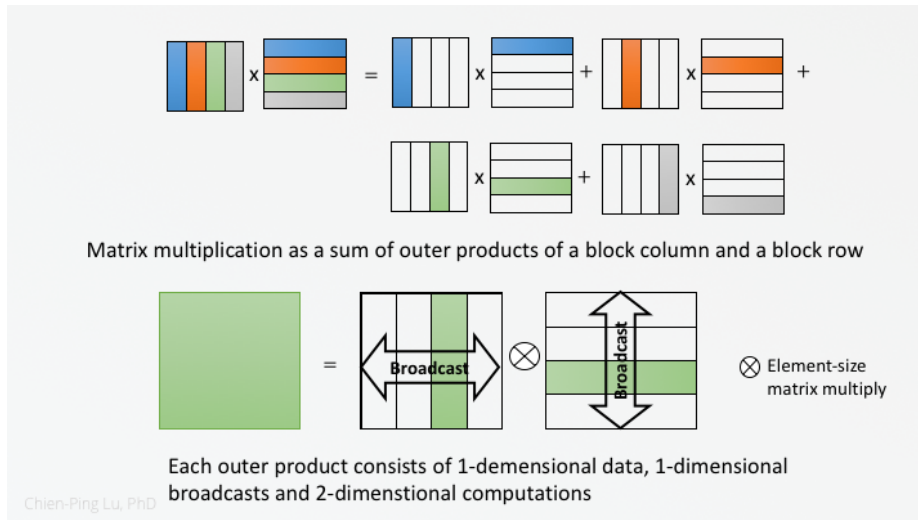 x = x + x +
x + x
Matrix multiplication as a sum of outer products of a block column and a block row
= Broadcast ⊗ Broadcast
⊗ Element-size
matrix multiply
Each outer product consists of 1-demensional data, 1-dimensional
broadcasts and 2-dimenstional computations
Chien-Ping Lu, PhD